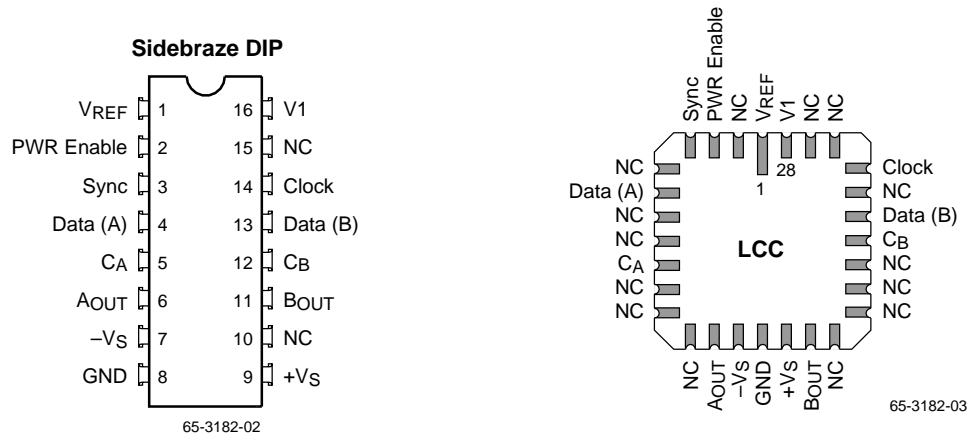 Sidebraze DIP
VREF 1 16 V1
PWR Enable 2 15 NC
Sync 3 14 Clock
Data (A) 4 13 Data (B)
CA 5 12 CB
AOUT 6 11 BOUT
–VS 7 10 NC
GND 8 9 +VS
65-3182-02
Sync
PWR Enable
NC
VREF
V1
NC
NC
1
28
NC
Data (A)
NC
NC
CA
NC
NC
LCC
Clock
NC
Data (B)
CB
NC
NC
NC
NC
AOUT
–VS
GND
+VS
BOUT
NC
65-3182-03